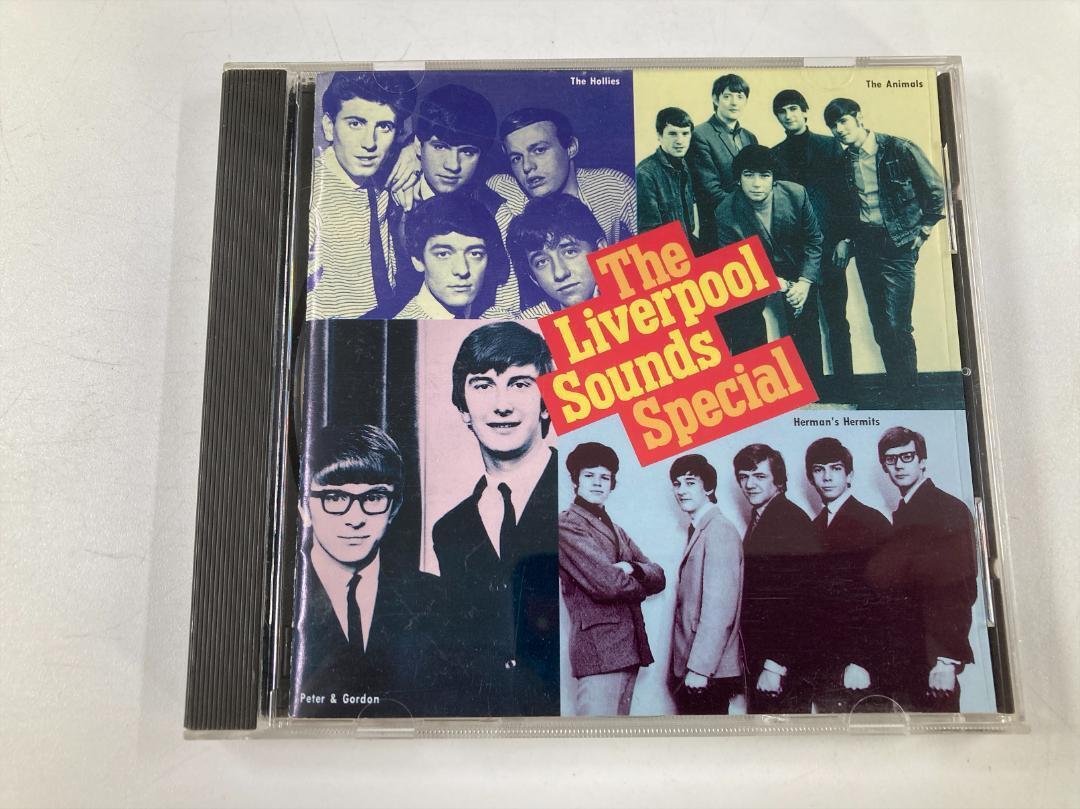 The Hollies
The Animals
The
Liverpool
Sounds
Special
Herman's Hermits
Peter & Gordon